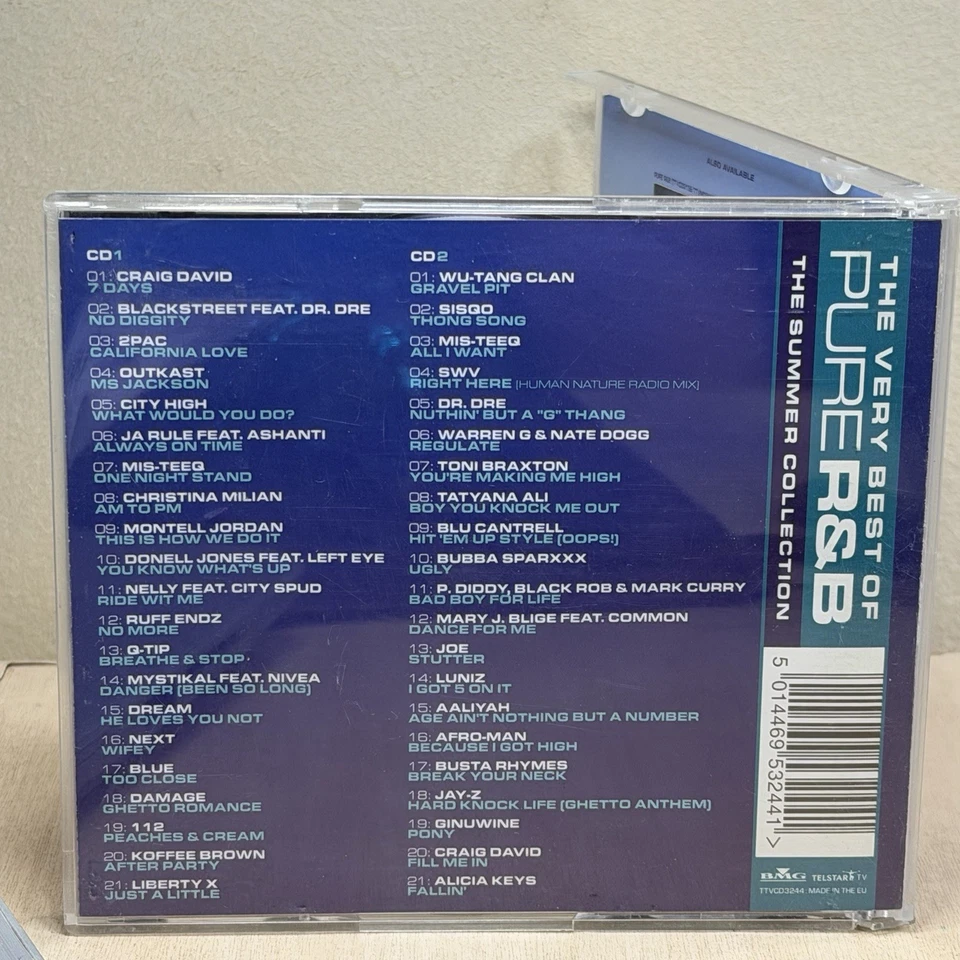 ALSO AVAILABLE
CD1
01: CRAIG DAVID
7 DAYS
02: BLACKSTREET FEAT. DR. DRE
NO DIGGITY
03: 2PAC
CALIFORNIA LOVE
04: OUTKAST
MS JACKSON
05: CITY HIGH
WHAT WOULD YOU DO?
06: JA RULE FEAT. ASHANTI
ALWAYS ON TIME
07: MIS-TEEQ
ONE NIGHT STAND
08: CHRISTINA MILIAN
AM TO PM
09: MONTELL JORDAN
THIS IS HOW WE DO IT
10: DONELL JONES FEAT. LEFT EYE
YOU KNOW WHAT'S UP
11: NELLY FEAT. CITY SPUD
RIDE WIT ME
12: RUFF ENDZ
NO MORE
13: Q-TIP
BREATHE & STOP
14: MYSTIKAL FEAT. NIVEA
DANGER (BEEN SO LONG)
15: DREAM
HE LOVES YOU NOT
16: NEXT
WIFEY
17: BLUE
TOO CLOSE
18: DAMAGE
GHETTO ROMANCE
19: 112
PEACHES & CREAM
20: KOFFEE BROWN
AFTER PARTY
21: LIBERTY X
JUST A LITTLE
CD2
01: WU-TANG CLAN
GRAVEL PIT
02: SISQO
THONG SONG
03: MIS-TEEQ
ALL I WANT
04: SWV
RIGHT HERE (HUMAN NATURE RADIO MIX)
05: DR. DRE
NUTHIN' BUT A "G" THANG
06: WARREN G & NATE DOGG
REGULATE
07: TONI BRAXTON
YOU'RE MAKING ME HIGH
08: TATYANA ALI
BOY YOU KNOCK ME OUT
09: BLU CANTRELL
HIT 'EM UP STYLE (OOPS!)
10: BUBBA SPARXXX
UGLY
11: P. DIDDY, BLACK ROB & MARK CURRY
BAD BOY FOR LIFE
12: MARY J. BLIGE FEAT. COMMON
DANCE FOR ME
13: JOE
STUTTER
14: LUNIZ
I GOT 5 ON IT
15: AALIYAH
AGE AIN'T NOTHING BUT A NUMBER
16: AFRO-MAN
BECAUSE I GOT HIGH
17: BUSTA RHYMES
BREAK YOUR NECK
18: JAY-Z
HARD KNOCK LIFE (GHETTO ANTHEM)
19: GINUWINE
PONY
20: CRAIG DAVID
FILL ME IN
21: ALICIA KEYS
FALLIN'
THE VERY BEST OF
PURE R&B
THE SUMMER COLLECTION
5 014469 532441 >
BMG TELSTAR TV
TTVCD3244 MADE IN THE EU